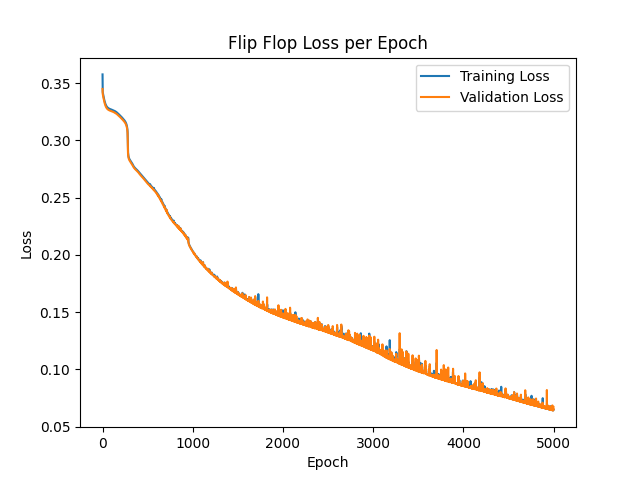 Flip Flop Loss per Epoch
Training Loss
Validation Loss
Loss
0.35
0.30
0.25
0.20
0.15
0.10
0.05
0 1000 2000 3000 4000 5000
Epoch